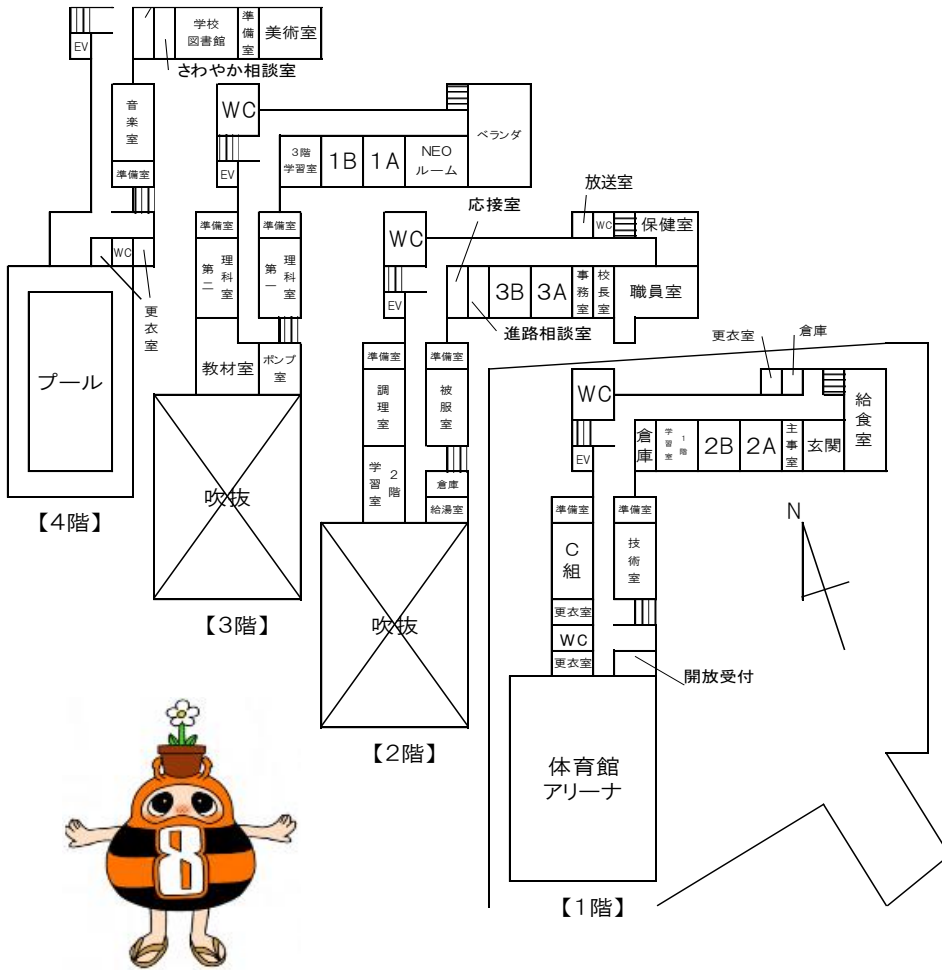 EV
学校
図書館
準備室
美術室
さわやか相談室
音楽室
準備室
WC
更衣室
プール
【4階】
WC
EV
3階
学習室
1B
1A
NEO
ルーム
ベランダ
準備室
準備室
第二
理科室
第一
理科室
教材室
ポンプ
室
吹抜
【3階】
放送室
応接室
WC
WC
保健室
EV
3B
3A
事務室
校長室
職員室
進路相談室
準備室
準備室
調理室
被服室
2階
学習室
倉庫
給湯室
吹抜
【2階】
更衣室
倉庫
WC
給食室
EV
倉庫
1階
学習室
2B
2A
主事室
玄関
準備室
準備室
C
組
技術室
更衣室
WC
更衣室
開放受付
体育館
アリーナ
【1階】
N
8